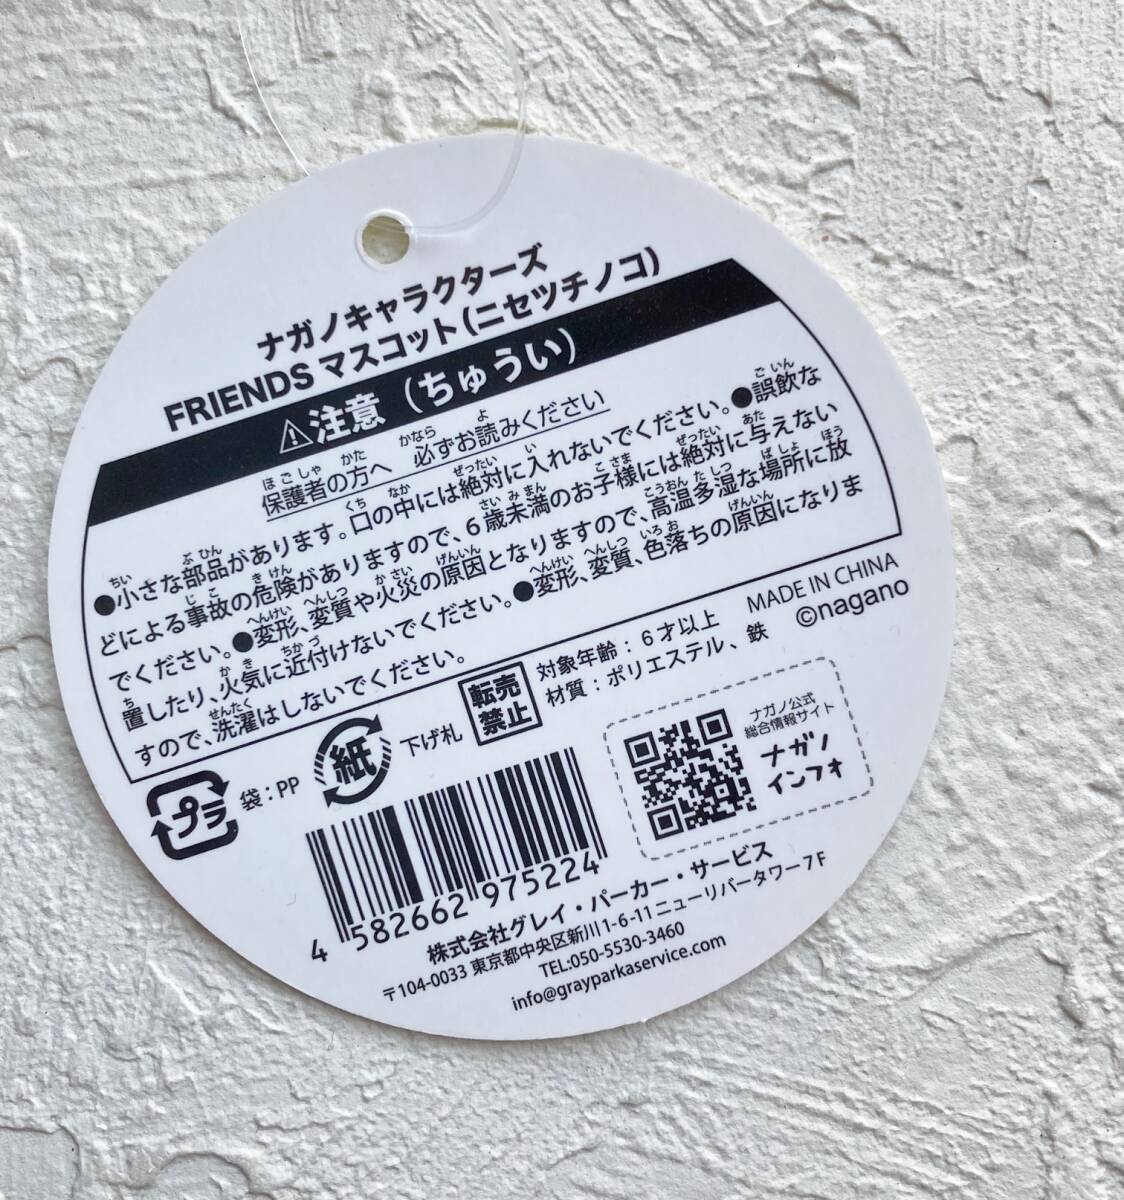 ナガノキャラクターズ
FRIENDS マスコット(ニセツチノコ)
⚠注意(ちゅうい)
保護者の方へ 必ずお読みください
●小さな部品があります。口の中には絶対に入れないでください。●誤飲な
どによる事故の危険がありますので、6歳未満のお子様には絶対に与えない
でください。●変形、変質や火災の原因となりますので、高温多湿な場所に放
置したり、火気に近付けないでください。●変形、変質、色落ちの原因になりま
すので、洗濯はしないでください。
MADE IN CHINA
©nagano
対象年齢:6才以上
材質:ポリエステル、鉄
転売
禁止
プラ
袋:PP
紙
下げ札
ナガノ公式
総合情報サイト
ナガノ
インフォ
4 582662 975224
株式会社グレイ・パーカー・サービス
〒104-0033 東京都中央区新川1-6-11 ニューリバータワー7F
TEL:050-5530-3460
info@grayparkaservice.com